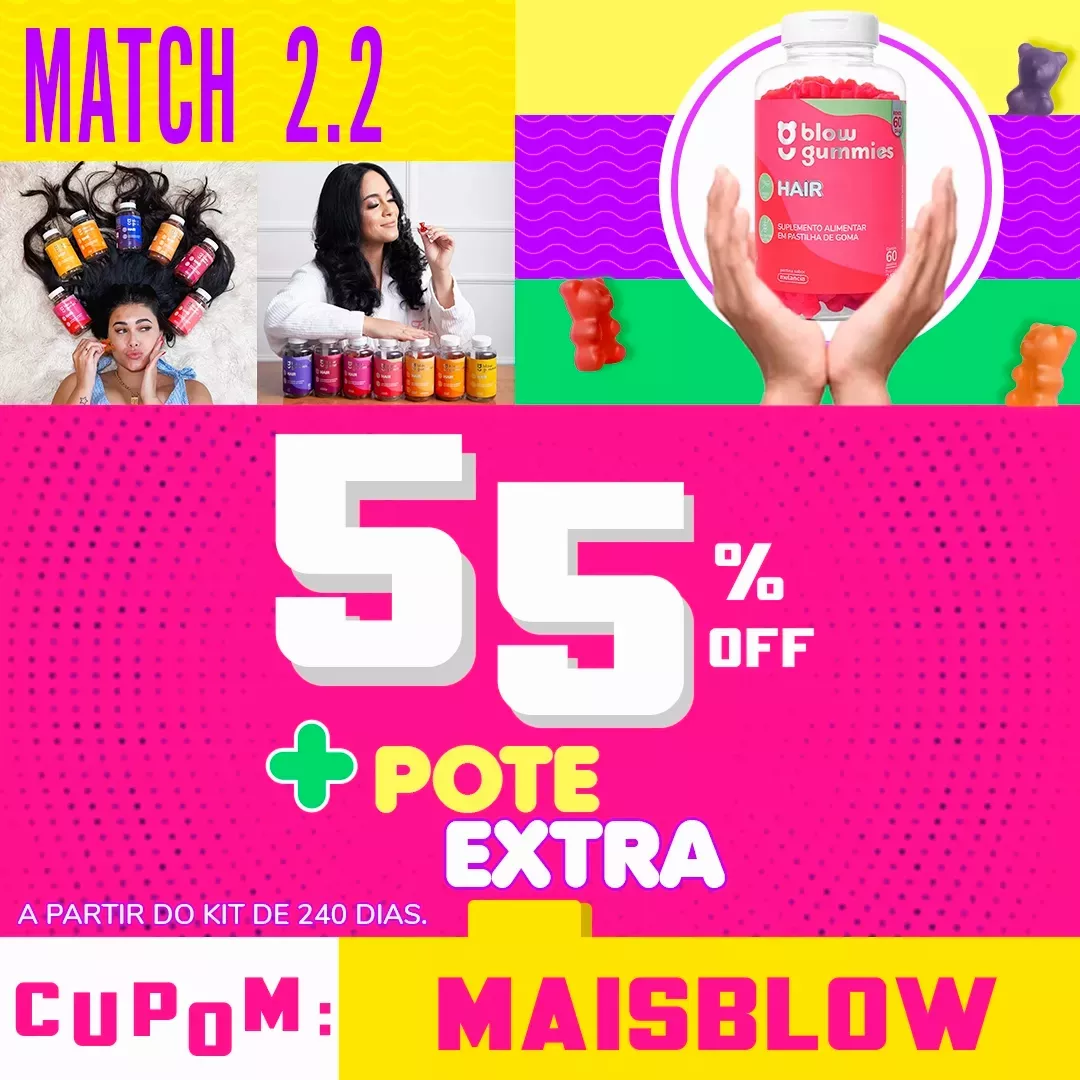 MATCH 2.2
blow
gummies
HAIR
SUPLEMENTO ALIMENTAR
EM PASTILHA DE GOMA
60
melancia
55
%
OFF
+ POTE
EXTRA
A PARTIR DO KIT DE 240 DIAS.
CUPOM:
MAISBLOW